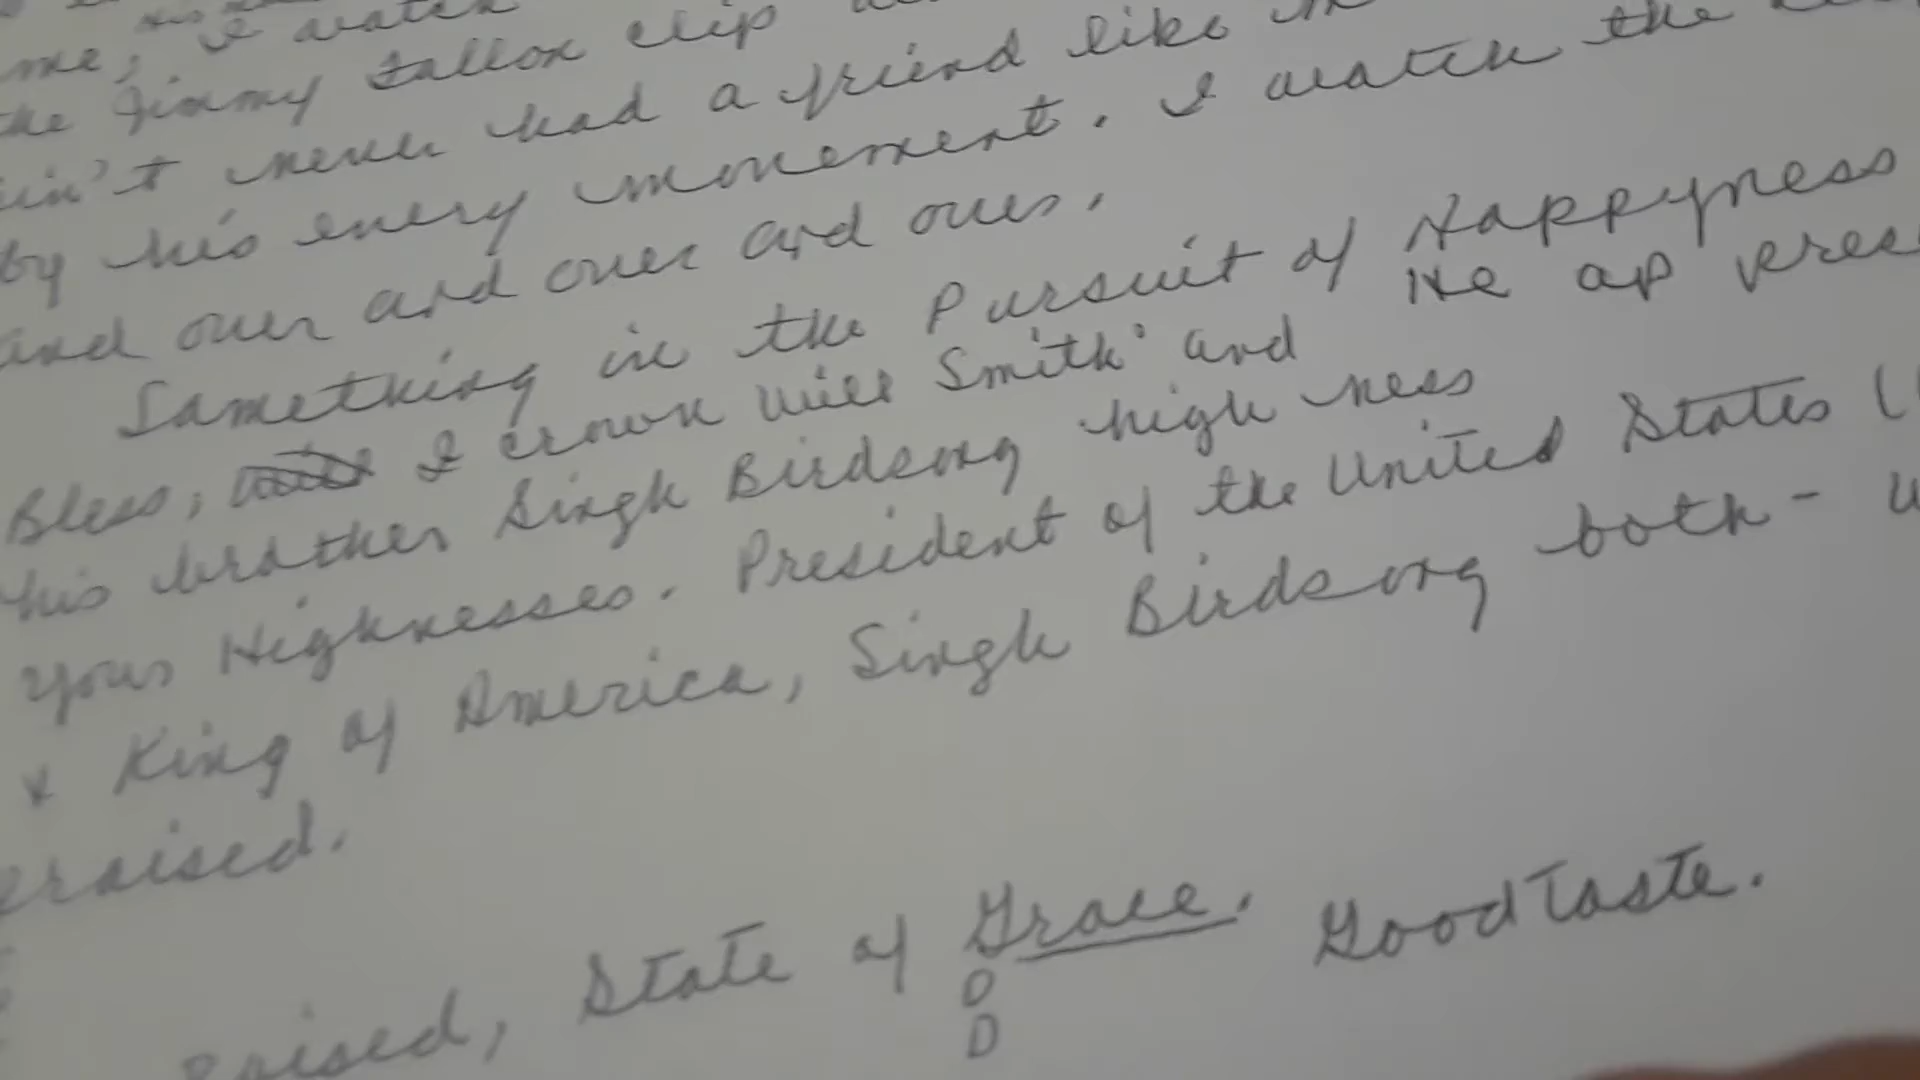 me, I watch
the Jimmy Fallon clip
ain't never had a friend like
by his every movement. I watch the
and over and over and over.
Something in the Pursuit of Happyness
Bless, I crown Will Smith and He ap
his brother Singh Birdsong high ness
your Highnesses. President of the United States (
& King of America, Singh Birdsong both -
praised.
raised, State of Grace. Good Taste.
O
D